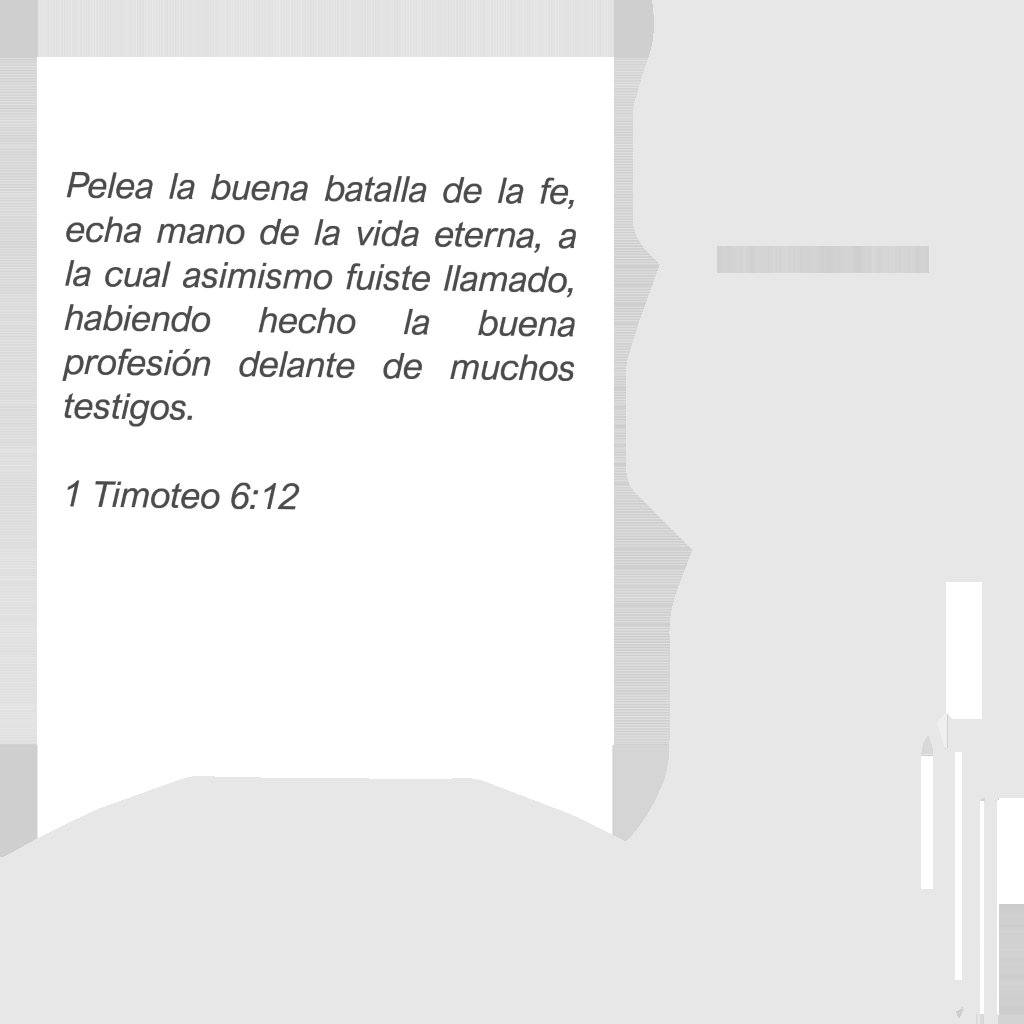 Pelea la buena batalla de la fe,
echa mano de la vida eterna, a
la cual asimismo fuiste llamado,
habiendo hecho la buena
profesión delante de muchos
testigos.
1 Timoteo 6:12